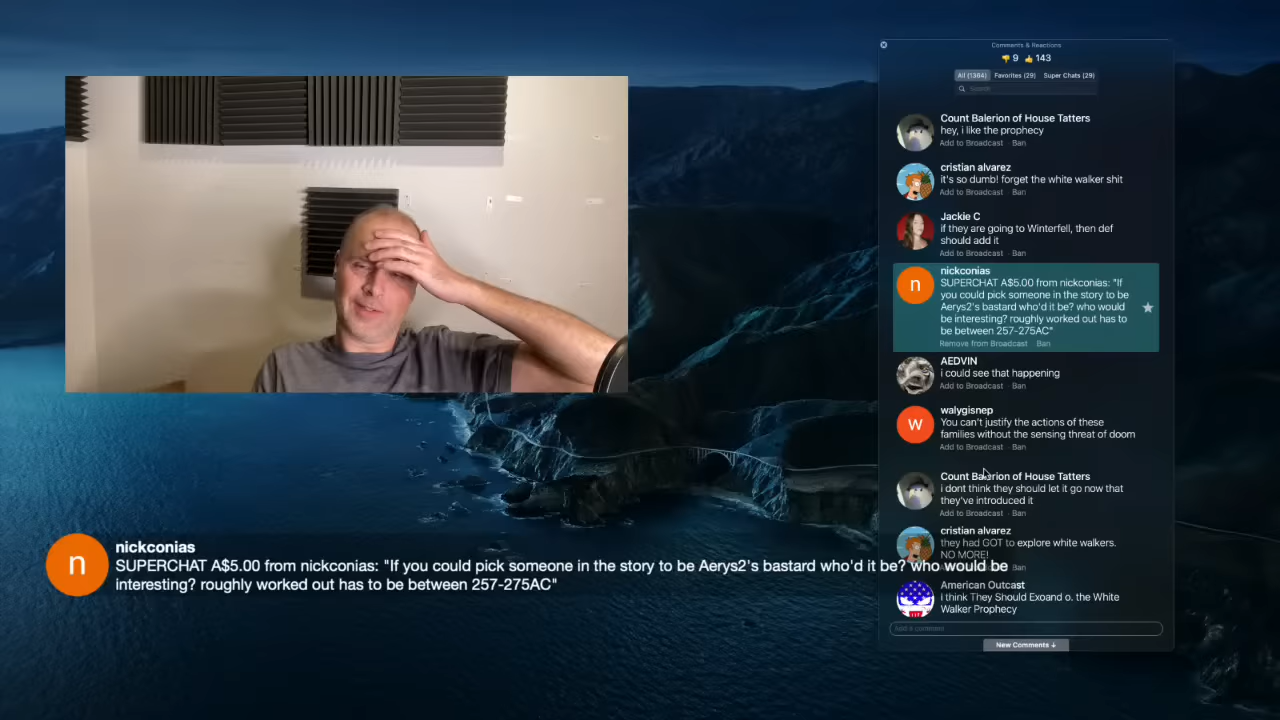 Comments & Reactions
👎 9 👍 143
All (1364) Favorites (29) Super Chats (29)
Search
Count Balerion of House Tatters
hey, i like the prophecy
Add to Broadcast · Ban
cristian alvarez
it's so dumb! forget the white walker shit
Add to Broadcast · Ban
Jackie C
if they are going to Winterfell, then def
should add it
Add to Broadcast · Ban
n
nickconias
SUPERCHAT A$5.00 from nickconias: "If
you could pick someone in the story to be
Aerys2's bastard who'd it be? who would
be interesting? roughly worked out has to
be between 257-275AC"
Remove from Broadcast · Ban
AEDVIN
i could see that happening
Add to Broadcast · Ban
w
walygisnep
You can't justify the actions of these
families without the sensing threat of doom
Add to Broadcast · Ban
Count Balerion of House Tatters
i dont think they should let it go now that
they've introduced it
Add to Broadcast · Ban
cristian alvarez
they had GOT to explore white walkers.
NO MORE!
Ban
American Outcast
i think They Should Exoand o. the White
Walker Prophecy
Add a comment
New Comments ↓
n
nickconias
SUPERCHAT A$5.00 from nickconias: "If you could pick someone in the story to be Aerys2's bastard who'd it be? who would be
interesting? roughly worked out has to be between 257-275AC"